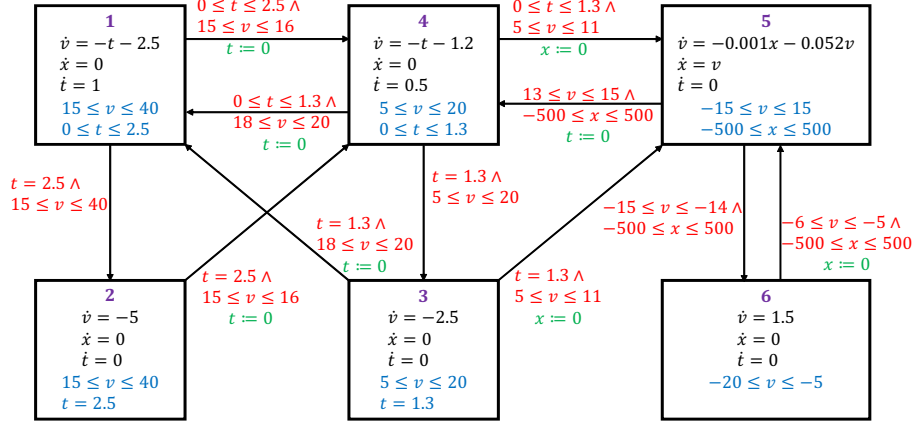 1
v̇ = −t − 2.5
ẋ = 0
ṫ = 1
15 ≤ v ≤ 40
0 ≤ t ≤ 2.5
0 ≤ t ≤ 2.5 ∧
15 ≤ v ≤ 16
t := 0
0 ≤ t ≤ 1.3 ∧
18 ≤ v ≤ 20
t := 0
4
v̇ = −t − 1.2
ẋ = 0
ṫ = 0.5
5 ≤ v ≤ 20
0 ≤ t ≤ 1.3
0 ≤ t ≤ 1.3 ∧
5 ≤ v ≤ 11
x := 0
13 ≤ v ≤ 15 ∧
−500 ≤ x ≤ 500
t := 0
5
v̇ = −0.001x − 0.052v
ẋ = v
ṫ = 0
−15 ≤ v ≤ 15
−500 ≤ x ≤ 500
t = 2.5 ∧
15 ≤ v ≤ 40
t = 1.3 ∧
18 ≤ v ≤ 20
t := 0
t = 1.3 ∧
5 ≤ v ≤ 20
−15 ≤ v ≤ −14 ∧
−500 ≤ x ≤ 500
−6 ≤ v ≤ −5 ∧
−500 ≤ x ≤ 500
x := 0
t = 2.5 ∧
15 ≤ v ≤ 16
t := 0
t = 1.3 ∧
5 ≤ v ≤ 11
x := 0
2
v̇ = −5
ẋ = 0
ṫ = 0
15 ≤ v ≤ 40
t = 2.5
3
v̇ = −2.5
ẋ = 0
ṫ = 0
5 ≤ v ≤ 20
t = 1.3
6
v̇ = 1.5
ẋ = 0
ṫ = 0
−20 ≤ v ≤ −5